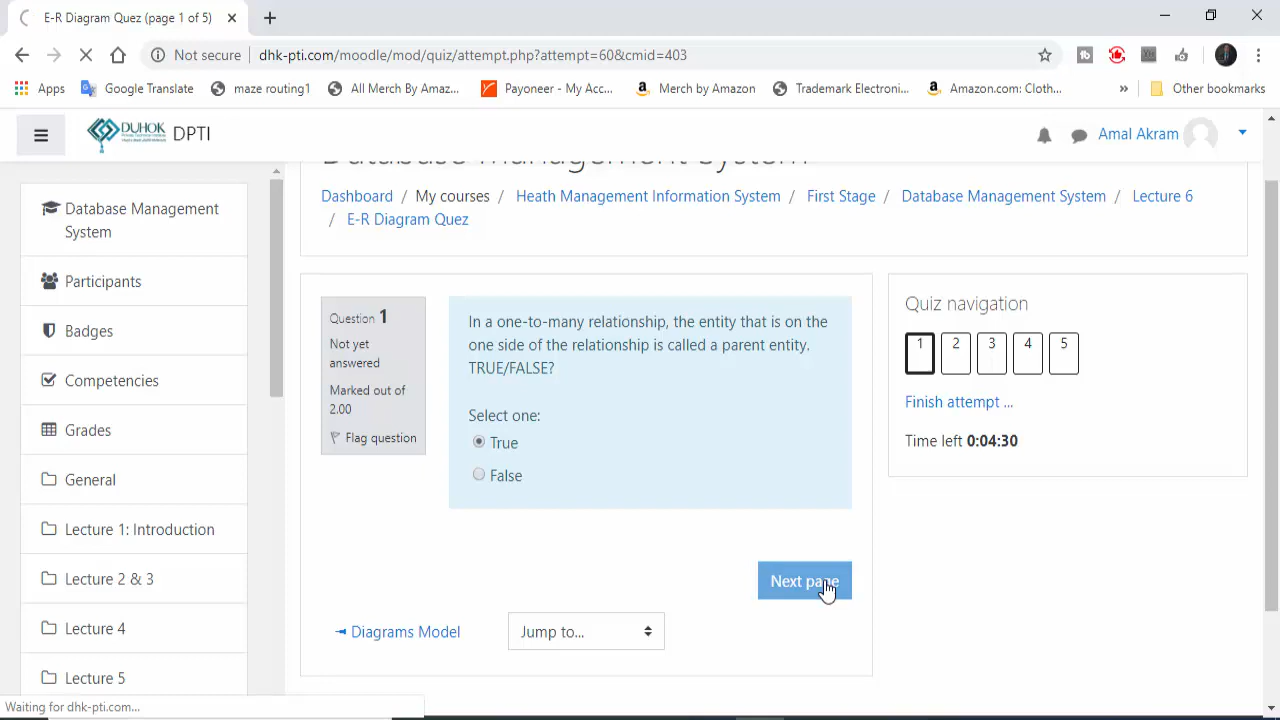 E-R Diagram Quez (page 1 of 5)
Not secure
dhk-pti.com/moodle/mod/quiz/attempt.php?attempt=60&cmid=403
Apps
Google Translate
maze routing1
All Merch By Amaz...
Payoneer - My Acc...
Merch by Amazon
Trademark Electroni...
Amazon.com: Cloth...
»
Other bookmarks
DUHOK
DPTI
Amal Akram
Database Management System
Dashboard / My courses / Heath Management Information System / First Stage / Database Management System / Lecture 6
/ E-R Diagram Quez
Database Management
System
Participants
Badges
Competencies
Grades
General
Lecture 1: Introduction
Lecture 2 & 3
Lecture 4
Lecture 5
Question 1
Not yet
answered
Marked out of
2.00
Flag question
In a one-to-many relationship, the entity that is on the
one side of the relationship is called a parent entity.
TRUE/FALSE?
Select one:
True
False
Next page
◄ Diagrams Model
Jump to...
Quiz navigation
1 2 3 4 5
Finish attempt ...
Time left 0:04:30
Waiting for dhk-pti.com...